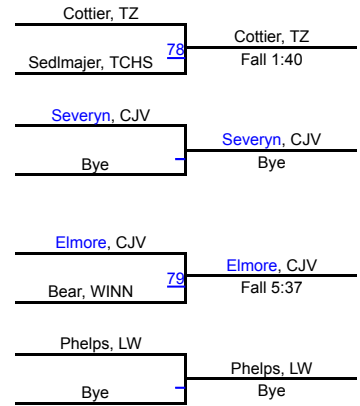 Cottier, TZ
78
Cottier, TZ
Sedlmajer, TCHS
Fall 1:40
Severyn, CJV
Severyn, CJV
Bye
Bye
Elmore, CJV
79
Elmore, CJV
Bear, WINN
Fall 5:37
Phelps, LW
Phelps, LW
Bye
Bye